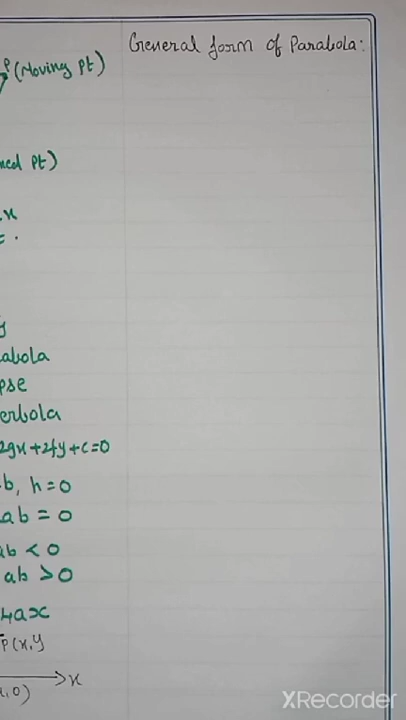 General form of Parabola:
P (Moving Pt)
Pt)
x
= .
abola
pse
erbola
2gx+2fy+c=0
b, h=0
ab = 0
ab < 0
ab > 0
4ax
P(x,y
→x
,0)
XRecorder